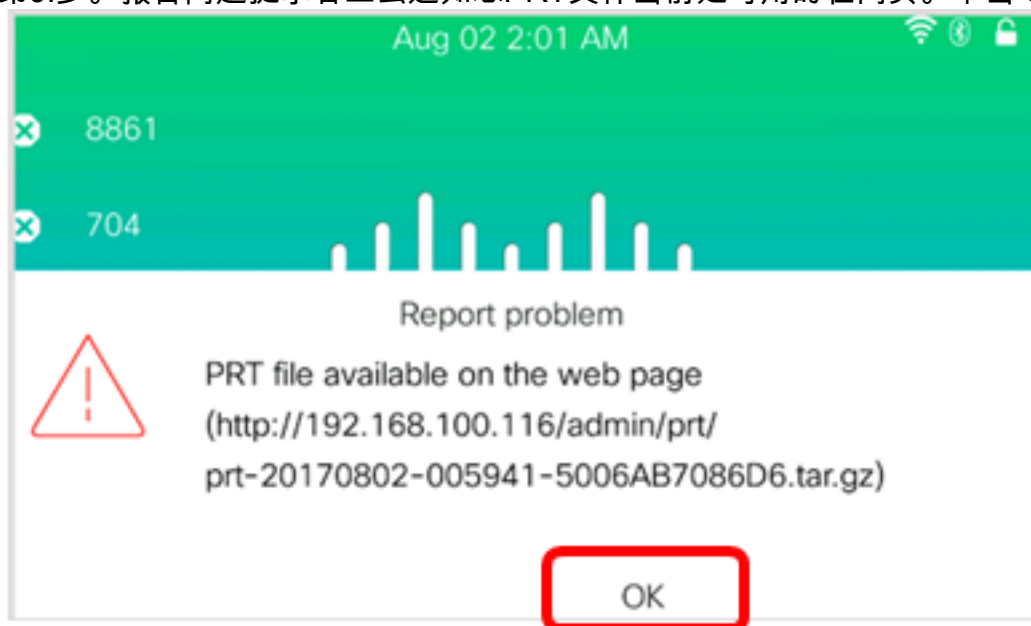 Aug 02 2:01 AM
8861
704
Report problem
PRT file available on the web page
(http://192.168.100.116/admin/prt/
prt-20170802-005941-5006AB7086D6.tar.gz)
OK